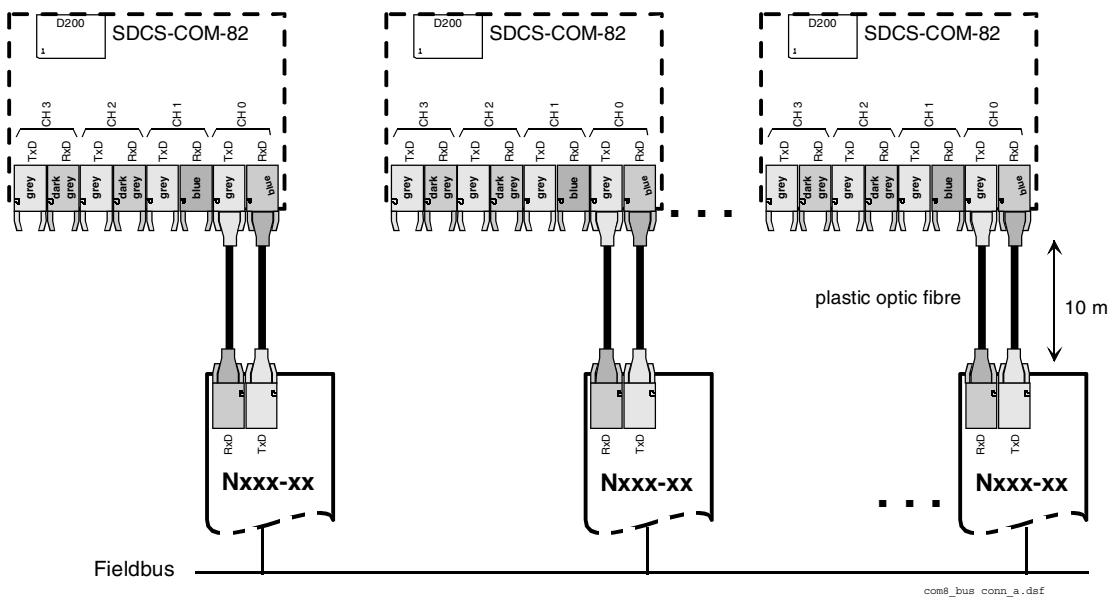 D200 SDCS-COM-82 D200 SDCS-COM-82 D200 SDCS-COM-82
1 1 1
CH 3 CH 2 CH 1 CH 0 CH 3 CH 2 CH 1 CH 0 CH 3 CH 2 CH 1 CH 0
TxD RxD TxD RxD TxD RxD TxD RxD TxD RxD TxD RxD TxD RxD TxD RxD TxD RxD TxD RxD TxD RxD TxD RxD
grey dark grey grey dark grey grey blue grey blue grey dark grey grey dark grey grey blue grey blue grey dark grey grey dark grey grey blue grey blue
. . .
plastic optic fibre 10 m
RxD TxD RxD TxD RxD TxD
Nxxx-xx Nxxx-xx . . . Nxxx-xx
Fieldbus
com8_bus conn_a.dsf